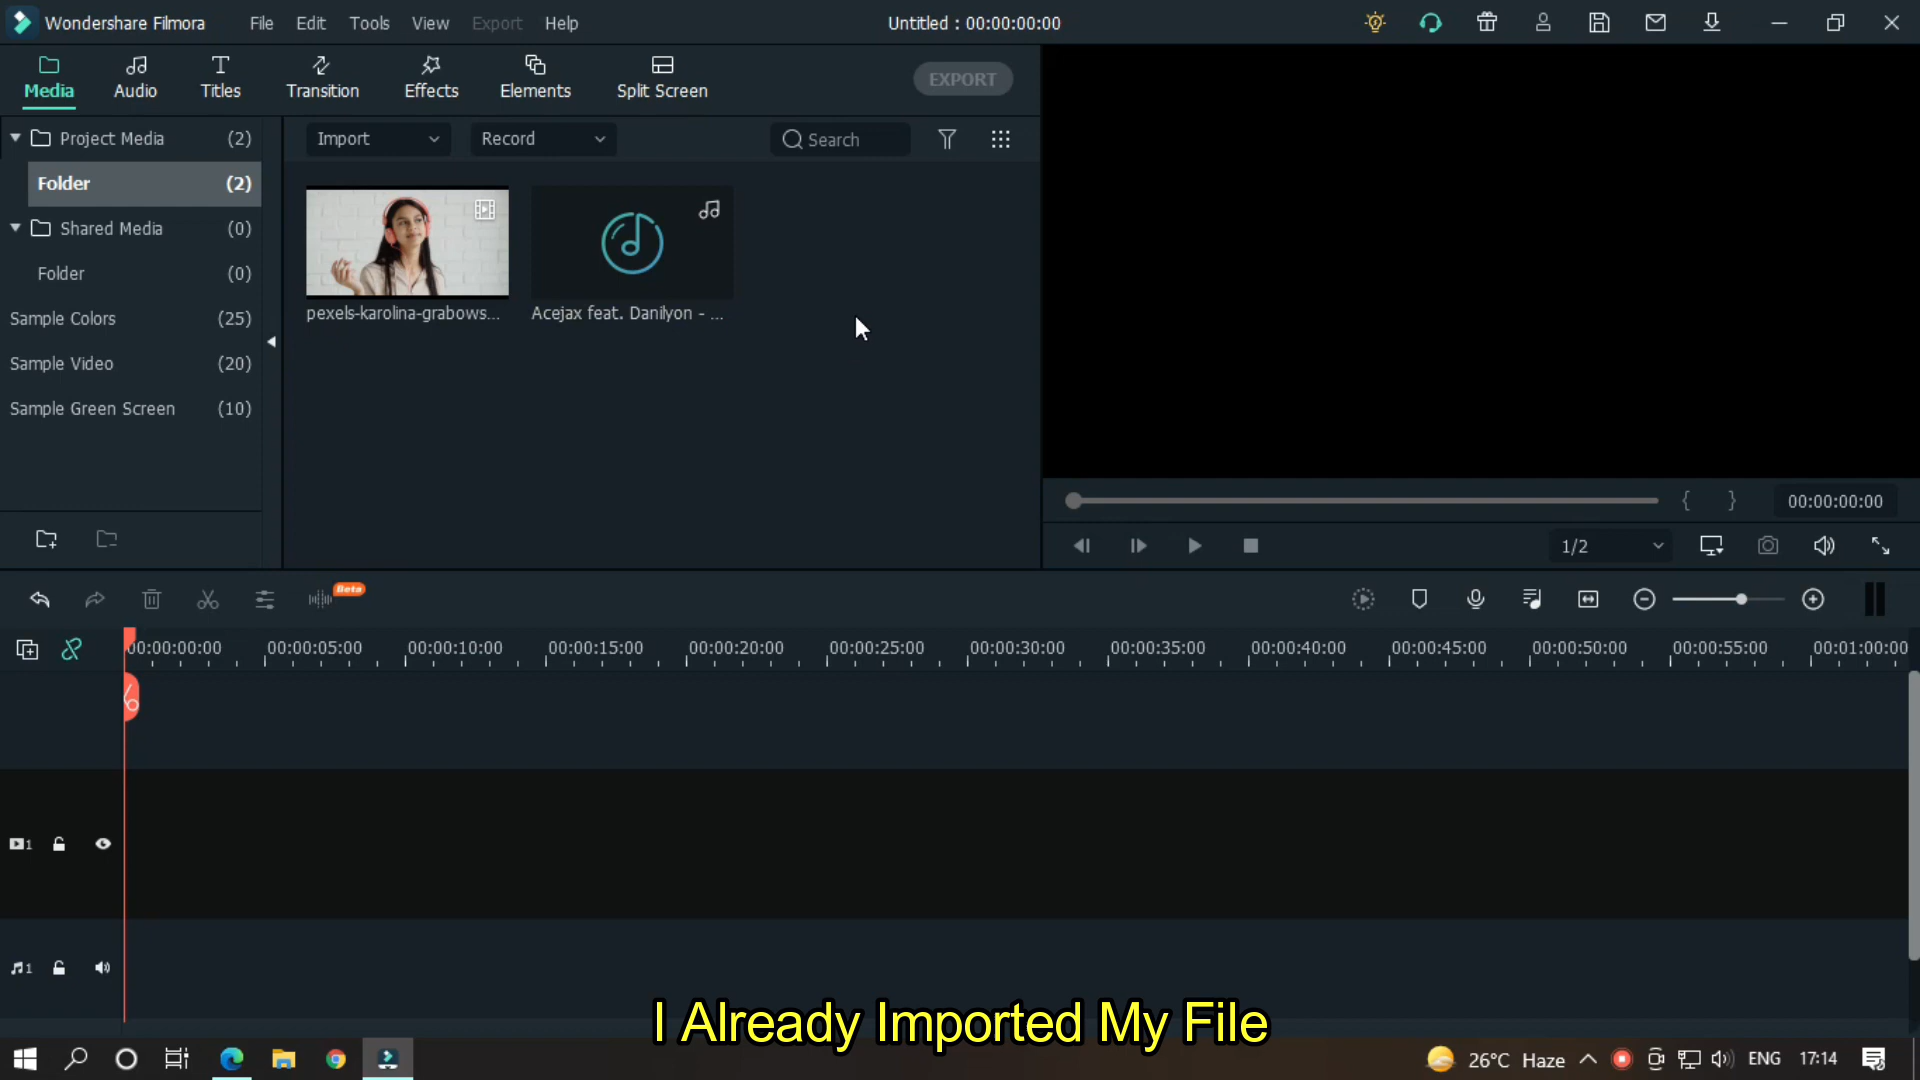 Wondershare Filmora File Edit Tools View Export Help Untitled : 00:00:00:00
Media Audio Titles Transition Effects Elements Split Screen EXPORT
Project Media (2)
Folder (2)
Shared Media (0)
Folder (0)
Sample Colors (25)
Sample Video (20)
Sample Green Screen (10)
Import Record Search
pexels-karolina-grabows... Acejax feat. Danilyon - ...
{ } 00:00:00:00
1/2
Beta
00:00:00:00 00:00:05:00 00:00:10:00 00:00:15:00 00:00:20:00 00:00:25:00 00:00:30:00 00:00:35:00 00:00:40:00 00:00:45:00 00:00:50:00 00:00:55:00 00:01:00:00
1
1
I Already Imported My File
26°C Haze ENG 17:14